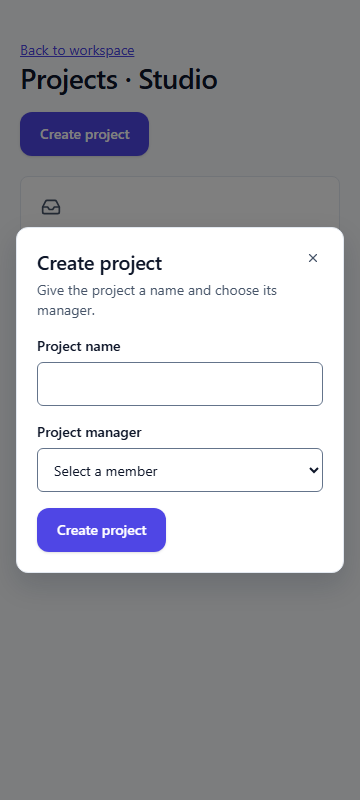 Back to workspace
Projects · Studio
Create project
Create project
Give the project a name and choose its
manager.
Project name
Project manager
Select a member
Create project